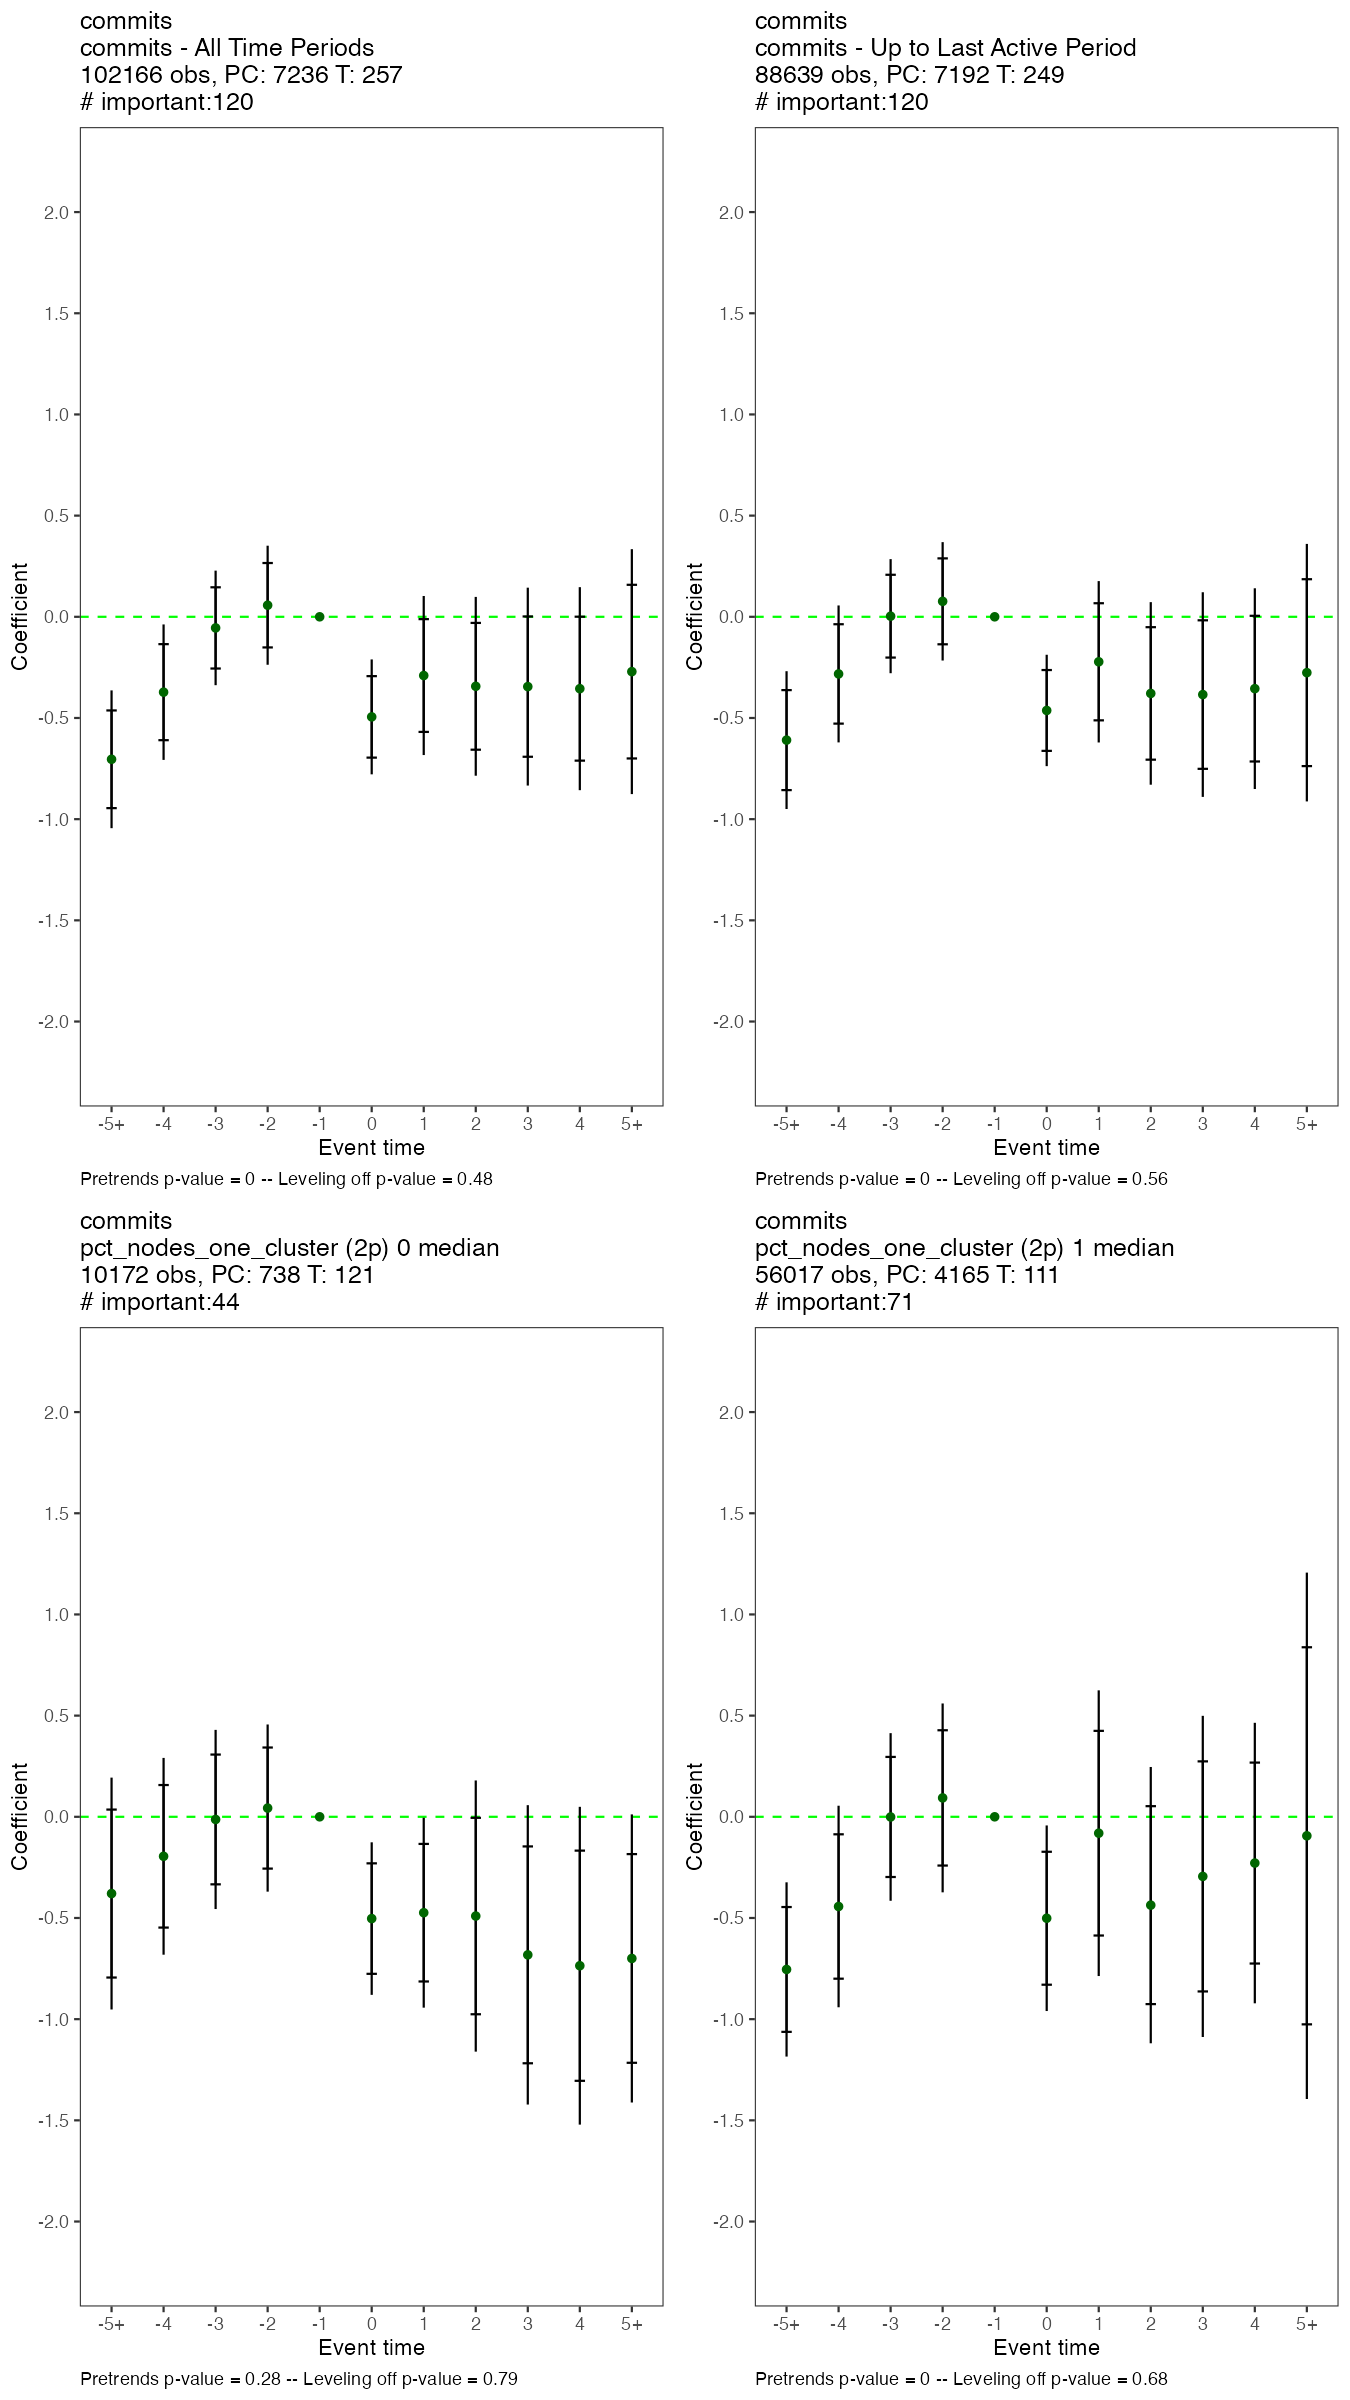 commits
commits - All Time Periods
102166 obs, PC: 7236 T: 257
# important:120
2.0
1.5
1.0
0.5
0.0
-0.5
-1.0
-1.5
-2.0
Coefficient
-5+ -4 -3 -2 -1 0 1 2 3 4 5+
Event time
Pretrends p-value = 0 -- Leveling off p-value = 0.48
commits
commits - Up to Last Active Period
88639 obs, PC: 7192 T: 249
# important:120
2.0
1.5
1.0
0.5
0.0
-0.5
-1.0
-1.5
-2.0
Coefficient
-5+ -4 -3 -2 -1 0 1 2 3 4 5+
Event time
Pretrends p-value = 0 -- Leveling off p-value = 0.56
commits
pct_nodes_one_cluster (2p) 0 median
10172 obs, PC: 738 T: 121
# important:44
2.0
1.5
1.0
0.5
0.0
-0.5
-1.0
-1.5
-2.0
Coefficient
-5+ -4 -3 -2 -1 0 1 2 3 4 5+
Event time
Pretrends p-value = 0.28 -- Leveling off p-value = 0.79
commits
pct_nodes_one_cluster (2p) 1 median
56017 obs, PC: 4165 T: 111
# important:71
2.0
1.5
1.0
0.5
0.0
-0.5
-1.0
-1.5
-2.0
Coefficient
-5+ -4 -3 -2 -1 0 1 2 3 4 5+
Event time
Pretrends p-value = 0 -- Leveling off p-value = 0.68